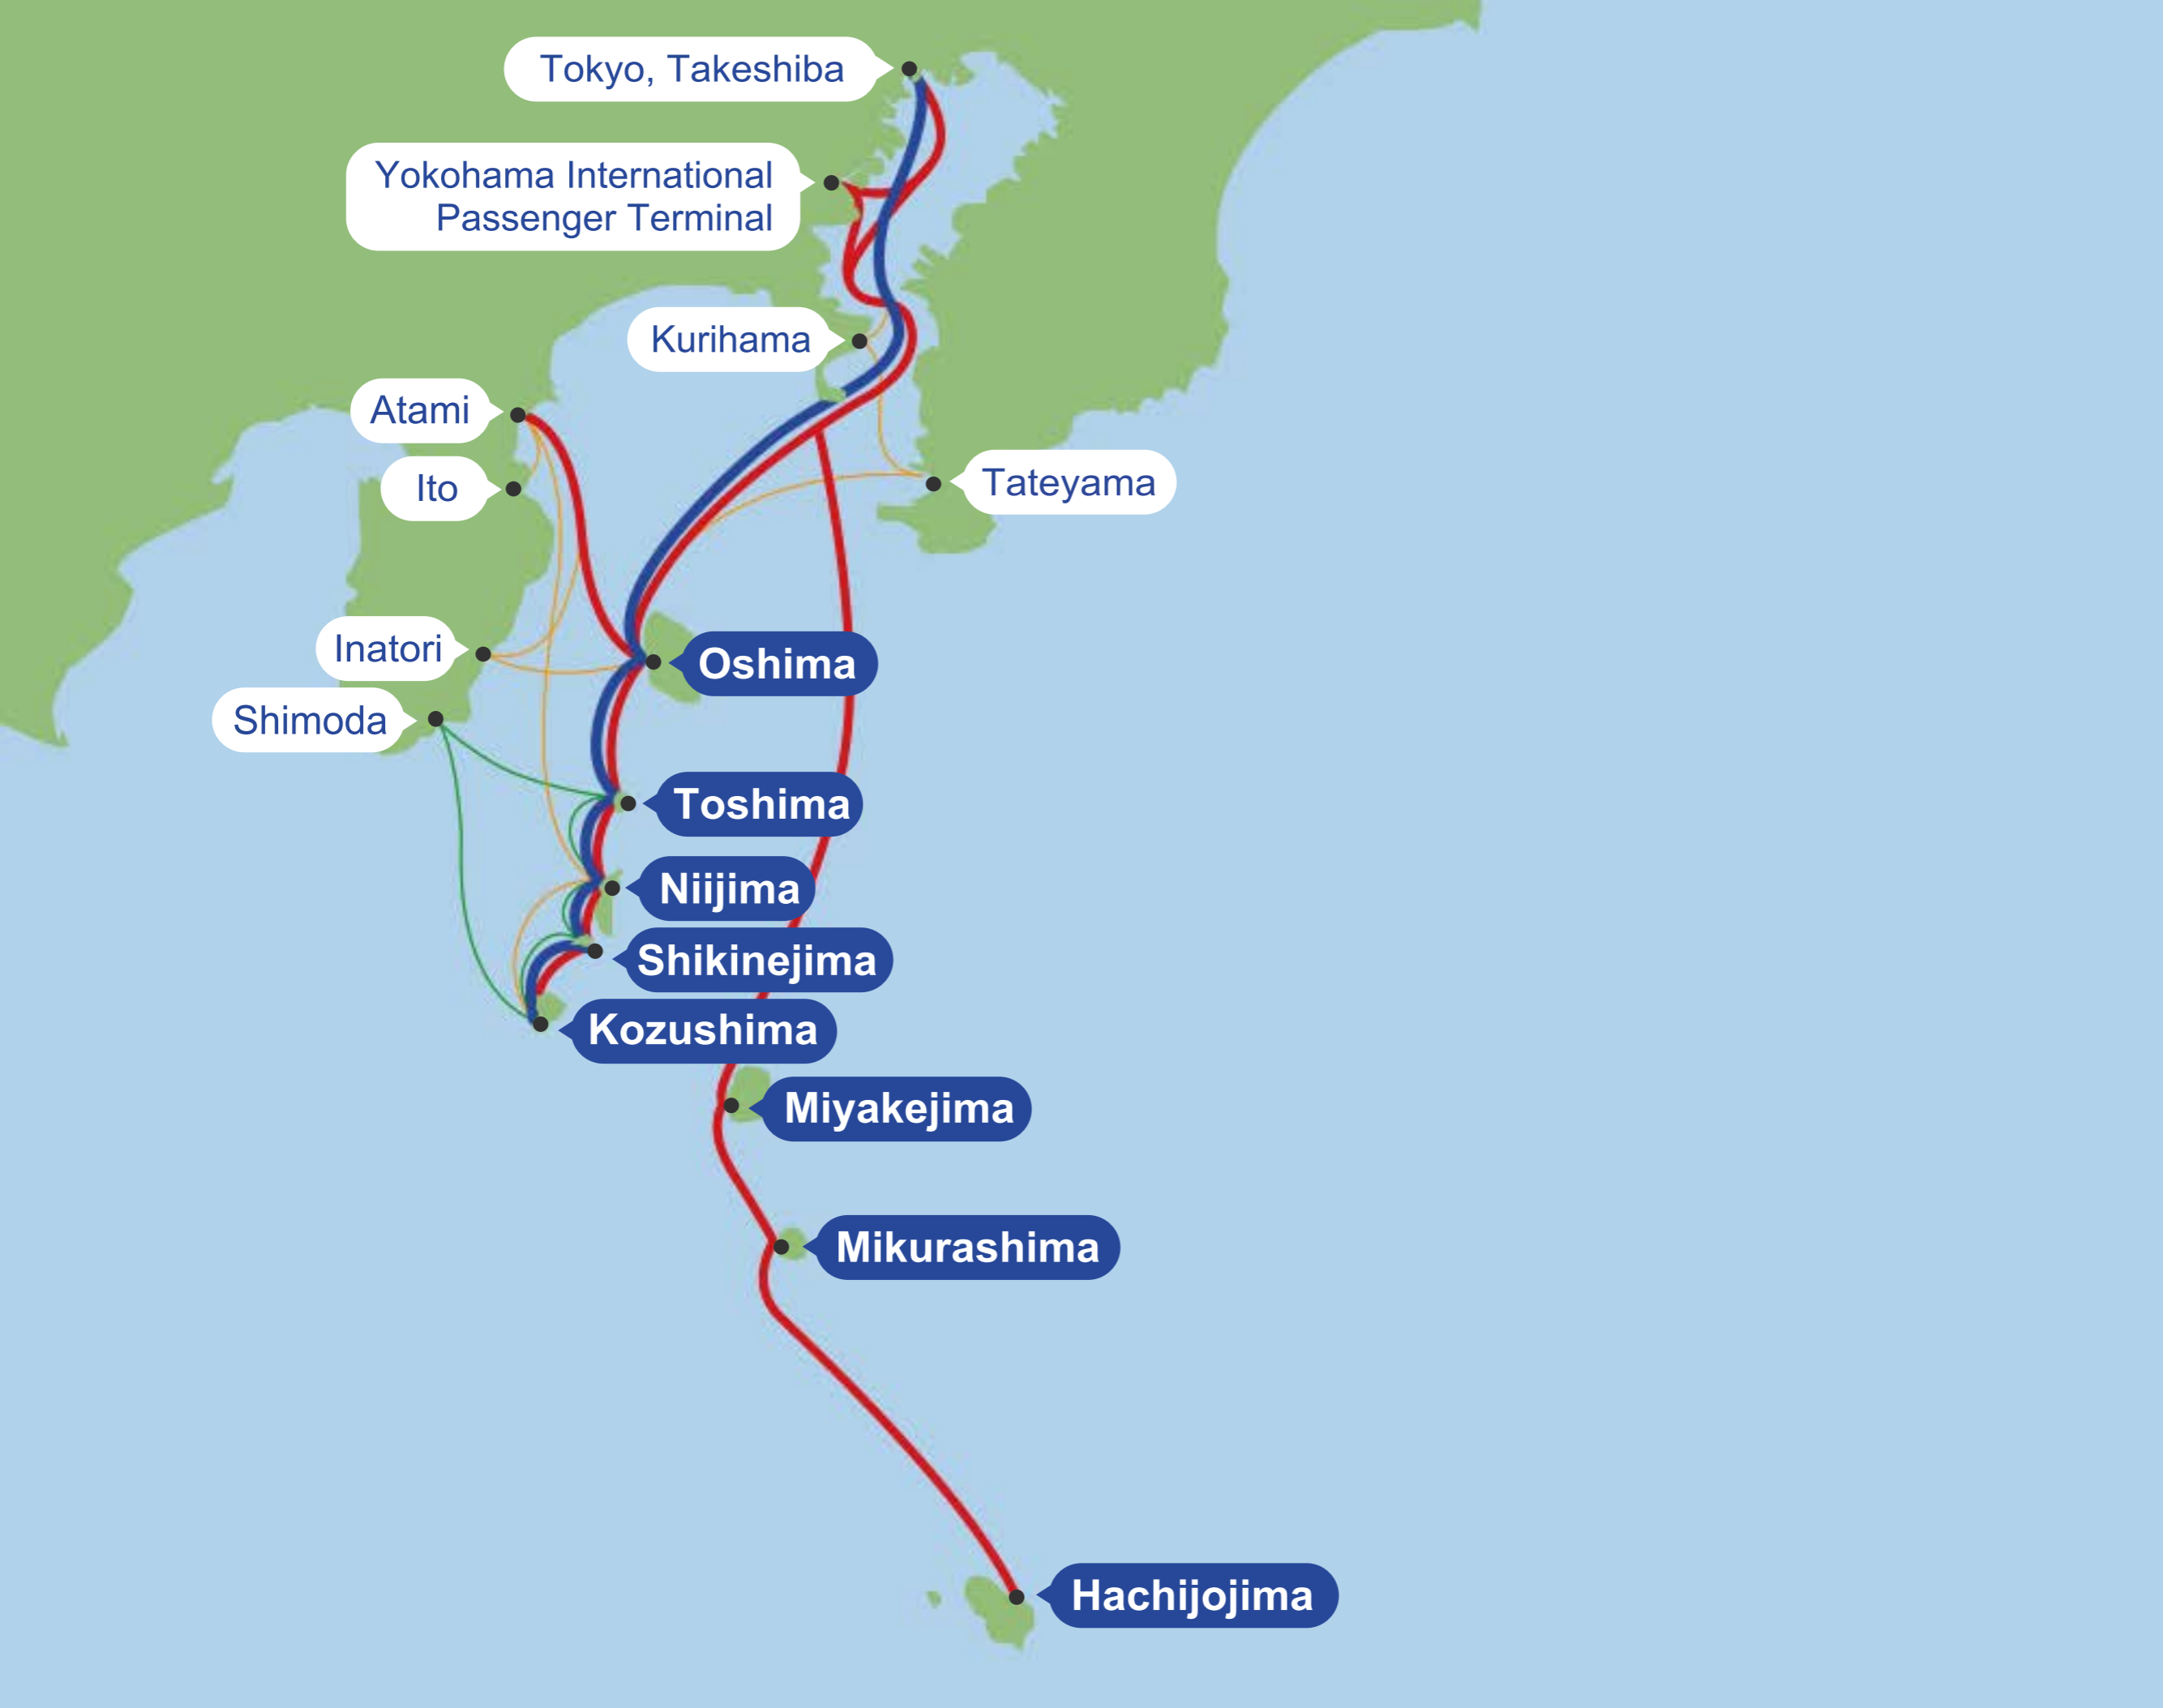 Tokyo, Takeshiba
Yokohama International
Passenger Terminal
Kurihama
Atami
Ito
Tateyama
Inatori
Oshima
Shimoda
Toshima
Niijima
Shikinejima
Kozushima
Miyakejima
Mikurashima
Hachijojima